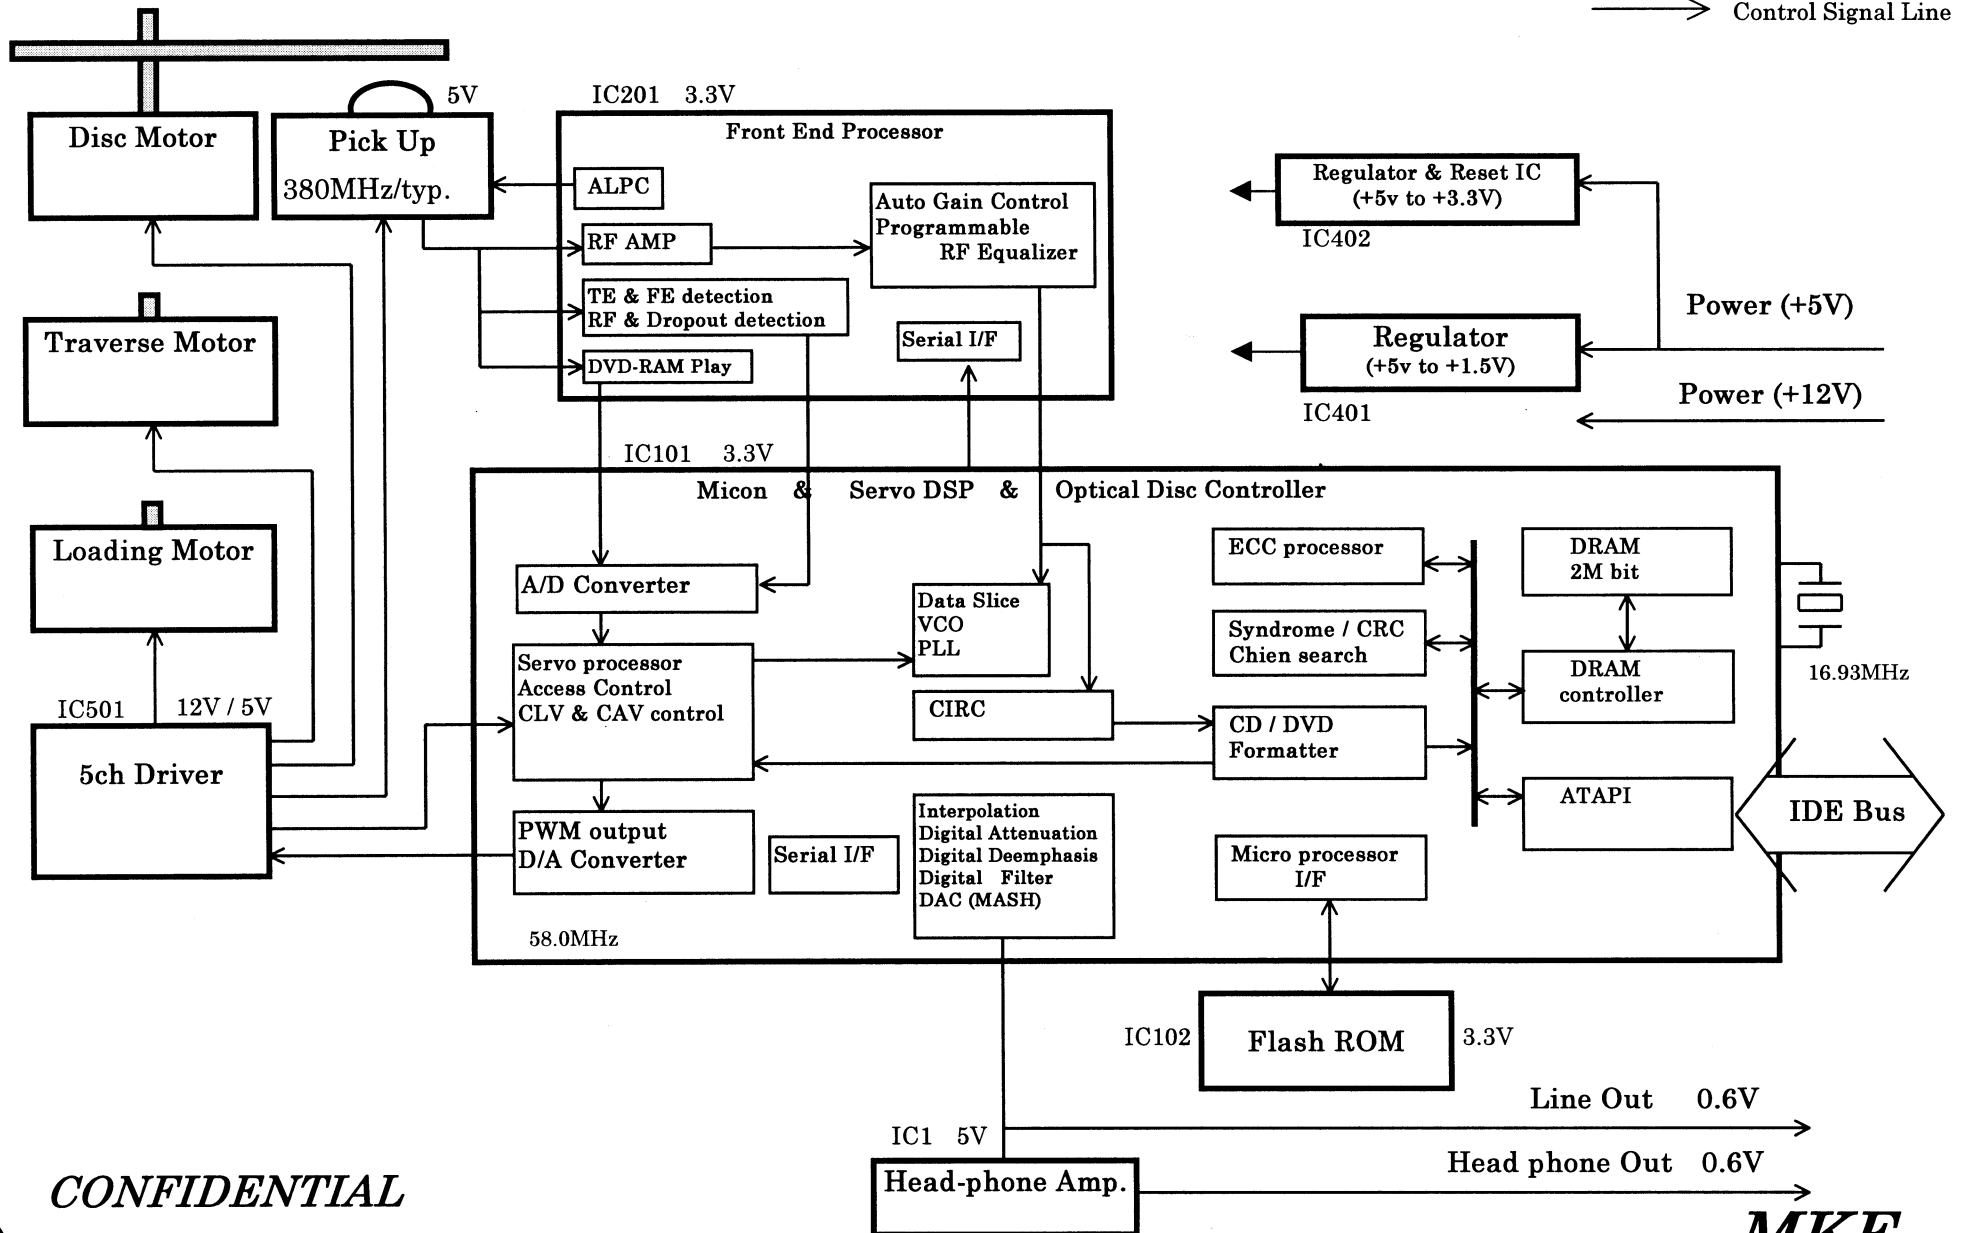 Control Signal Line
5V
IC201 3.3V
Disc Motor
Pick Up
380MHz/typ.
Front End Processor
ALPC
RF AMP
Auto Gain Control
Programmable
RF Equalizer
TE & FE detection
RF & Dropout detection
Serial I/F
DVD-RAM Play
Regulator & Reset IC
(+5v to +3.3V)
IC402
Power (+5V)
Regulator
(+5v to +1.5V)
IC401
Power (+12V)
Traverse Motor
Loading Motor
IC101 3.3V
Micon & Servo DSP & Optical Disc Controller
A/D Converter
Data Slice
VCO
PLL
ECC processor
DRAM
2M bit
Syndrome / CRC
Chien search
DRAM
controller
16.93MHz
Servo processor
Access Control
CLV & CAV control
CIRC
CD / DVD
Formatter
IC501 12V / 5V
5ch Driver
PWM output
D/A Converter
Serial I/F
Interpolation
Digital Attenuation
Digital Deemphasis
Digital Filter
DAC (MASH)
Micro processor
I/F
ATAPI
IDE Bus
58.0MHz
IC102
Flash ROM
3.3V
Line Out 0.6V
IC1 5V
Head phone Out 0.6V
Head-phone Amp.
CONFIDENTIAL